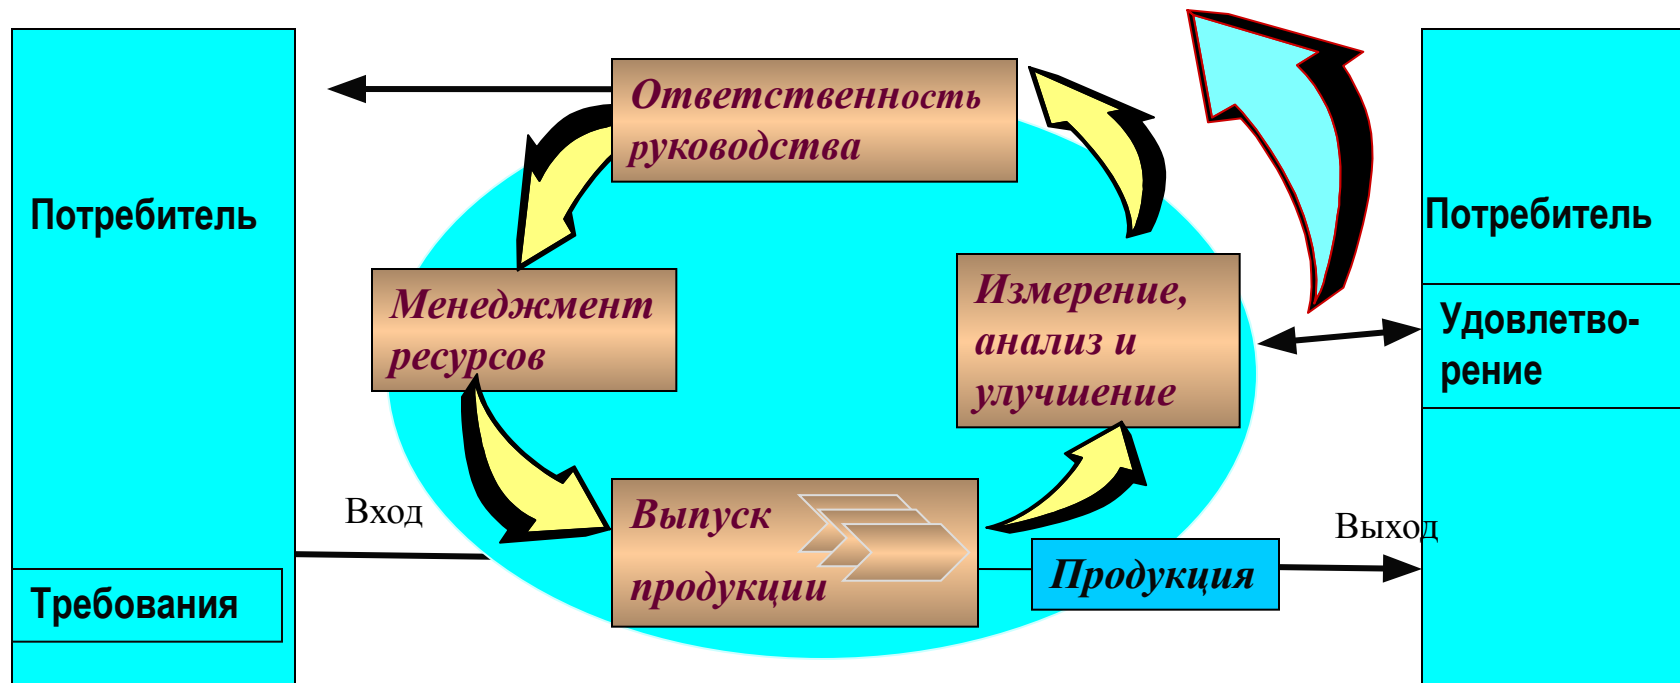 Ответственность
руководства
Потребитель
Потребитель
Менеджмент
ресурсов
Измерение,
анализ и
улучшение
Удовлетво-
рение
Вход
Выпуск
продукции
Выход
Продукция
Требования